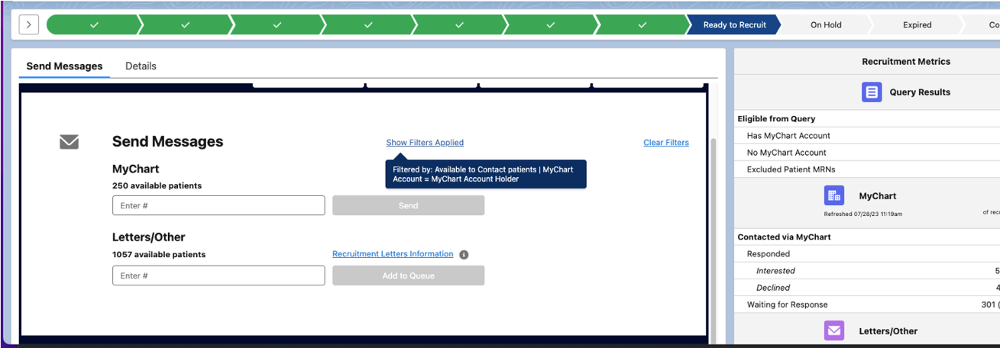 Ready to Recruit
On Hold
Expired
Send Messages
Details
Send Messages
Show Filters Applied
Clear Filters
Filtered by: Available to Contact patients | MyChart
Account = MyChart Account Holder
MyChart
250 available patients
Enter #
Send
Letters/Other
1057 available patients
Recruitment Letters Information
Enter #
Add to Queue
Recruitment Metrics
Query Results
Eligible from Query
Has MyChart Account
No MyChart Account
Excluded Patient MRNs
MyChart
Refreshed 07/28/23 11:19am
of
Contacted via MyChart
Responded
Interested
Declined
Waiting for Response
301 (
Letters/Other